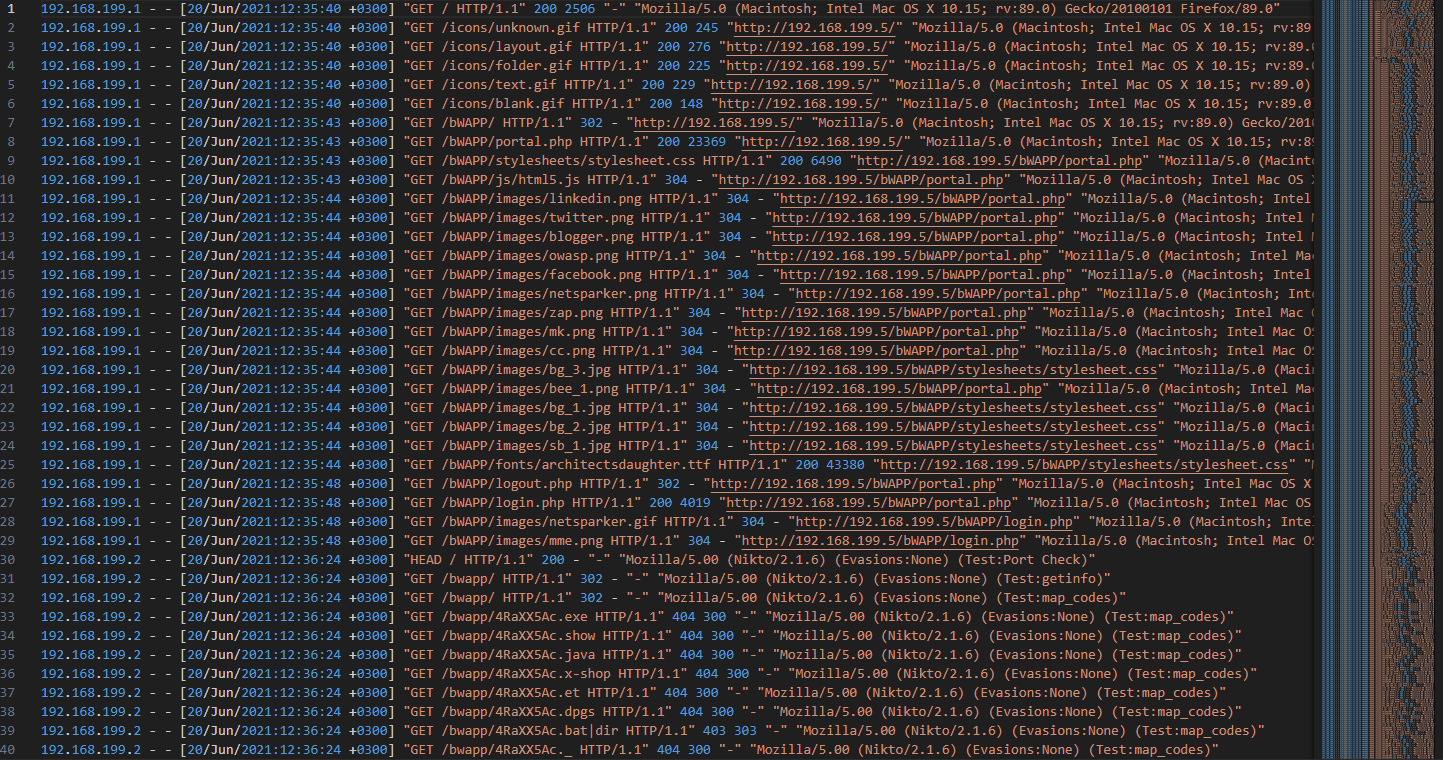 1 192.168.199.1 - - [20/Jun/2021:12:35:40 +0300] "GET / HTTP/1.1" 200 2506 "-" "Mozilla/5.0 (Macintosh; Intel Mac OS X 10.15; rv:89.0) Gecko/20100101 Firefox/89.0"
2 192.168.199.1 - - [20/Jun/2021:12:35:40 +0300] "GET /icons/unknown.gif HTTP/1.1" 200 245 "http://192.168.199.5/" "Mozilla/5.0 (Macintosh; Intel Mac OS X 10.15; rv:89.
3 192.168.199.1 - - [20/Jun/2021:12:35:40 +0300] "GET /icons/layout.gif HTTP/1.1" 200 276 "http://192.168.199.5/" "Mozilla/5.0 (Macintosh; Intel Mac OS X 10.15; rv:89.0
4 192.168.199.1 - - [20/Jun/2021:12:35:40 +0300] "GET /icons/folder.gif HTTP/1.1" 200 225 "http://192.168.199.5/" "Mozilla/5.0 (Macintosh; Intel Mac OS X 10.15; rv:89.0
5 192.168.199.1 - - [20/Jun/2021:12:35:40 +0300] "GET /icons/text.gif HTTP/1.1" 200 229 "http://192.168.199.5/" "Mozilla/5.0 (Macintosh; Intel Mac OS X 10.15; rv:89.0)
6 192.168.199.1 - - [20/Jun/2021:12:35:40 +0300] "GET /icons/blank.gif HTTP/1.1" 200 148 "http://192.168.199.5/" "Mozilla/5.0 (Macintosh; Intel Mac OS X 10.15; rv:89.0)
7 192.168.199.1 - - [20/Jun/2021:12:35:43 +0300] "GET /bWAPP/ HTTP/1.1" 302 - "http://192.168.199.5/" "Mozilla/5.0 (Macintosh; Intel Mac OS X 10.15; rv:89.0) Gecko/2010
8 192.168.199.1 - - [20/Jun/2021:12:35:43 +0300] "GET /bWAPP/portal.php HTTP/1.1" 200 23369 "http://192.168.199.5/" "Mozilla/5.0 (Macintosh; Intel Mac OS X 10.15; rv:89
9 192.168.199.1 - - [20/Jun/2021:12:35:43 +0300] "GET /bWAPP/stylesheets/stylesheet.css HTTP/1.1" 200 6490 "http://192.168.199.5/bWAPP/portal.php" "Mozilla/5.0 (Macint
10 192.168.199.1 - - [20/Jun/2021:12:35:43 +0300] "GET /bWAPP/js/html5.js HTTP/1.1" 304 - "http://192.168.199.5/bWAPP/portal.php" "Mozilla/5.0 (Macintosh; Intel Mac OS X
11 192.168.199.1 - - [20/Jun/2021:12:35:44 +0300] "GET /bWAPP/images/linkedin.png HTTP/1.1" 304 - "http://192.168.199.5/bWAPP/portal.php" "Mozilla/5.0 (Macintosh; Intel
12 192.168.199.1 - - [20/Jun/2021:12:35:44 +0300] "GET /bWAPP/images/twitter.png HTTP/1.1" 304 - "http://192.168.199.5/bWAPP/portal.php" "Mozilla/5.0 (Macintosh; Intel
13 192.168.199.1 - - [20/Jun/2021:12:35:44 +0300] "GET /bWAPP/images/blogger.png HTTP/1.1" 304 - "http://192.168.199.5/bWAPP/portal.php" "Mozilla/5.0 (Macintosh; Intel
14 192.168.199.1 - - [20/Jun/2021:12:35:44 +0300] "GET /bWAPP/images/owasp.png HTTP/1.1" 304 - "http://192.168.199.5/bWAPP/portal.php" "Mozilla/5.0 (Macintosh; Intel Mac
15 192.168.199.1 - - [20/Jun/2021:12:35:44 +0300] "GET /bWAPP/images/facebook.png HTTP/1.1" 304 - "http://192.168.199.5/bWAPP/portal.php" "Mozilla/5.0 (Macintosh; Intel
16 192.168.199.1 - - [20/Jun/2021:12:35:44 +0300] "GET /bWAPP/images/netsparker.png HTTP/1.1" 304 - "http://192.168.199.5/bWAPP/portal.php" "Mozilla/5.0 (Macintosh; Int
17 192.168.199.1 - - [20/Jun/2021:12:35:44 +0300] "GET /bWAPP/images/zap.png HTTP/1.1" 304 - "http://192.168.199.5/bWAPP/portal.php" "Mozilla/5.0 (Macintosh; Intel Mac
18 192.168.199.1 - - [20/Jun/2021:12:35:44 +0300] "GET /bWAPP/images/mk.png HTTP/1.1" 304 - "http://192.168.199.5/bWAPP/portal.php" "Mozilla/5.0 (Macintosh; Intel Mac OS
19 192.168.199.1 - - [20/Jun/2021:12:35:44 +0300] "GET /bWAPP/images/cc.png HTTP/1.1" 304 - "http://192.168.199.5/bWAPP/portal.php" "Mozilla/5.0 (Macintosh; Intel Mac OS
20 192.168.199.1 - - [20/Jun/2021:12:35:44 +0300] "GET /bWAPP/images/bg_3.jpg HTTP/1.1" 304 - "http://192.168.199.5/bWAPP/stylesheets/stylesheet.css" "Mozilla/5.0 (Maci
21 192.168.199.1 - - [20/Jun/2021:12:35:44 +0300] "GET /bWAPP/images/bee_1.png HTTP/1.1" 304 - "http://192.168.199.5/bWAPP/portal.php" "Mozilla/5.0 (Macintosh; Intel Mac
22 192.168.199.1 - - [20/Jun/2021:12:35:44 +0300] "GET /bWAPP/images/bg_1.jpg HTTP/1.1" 304 - "http://192.168.199.5/bWAPP/stylesheets/stylesheet.css" "Mozilla/5.0 (Maci
23 192.168.199.1 - - [20/Jun/2021:12:35:44 +0300] "GET /bWAPP/images/bg_2.jpg HTTP/1.1" 304 - "http://192.168.199.5/bWAPP/stylesheets/stylesheet.css" "Mozilla/5.0 (Maci
24 192.168.199.1 - - [20/Jun/2021:12:35:44 +0300] "GET /bWAPP/images/sb_1.jpg HTTP/1.1" 304 - "http://192.168.199.5/bWAPP/stylesheets/stylesheet.css" "Mozilla/5.0 (Maci
25 192.168.199.1 - - [20/Jun/2021:12:35:44 +0300] "GET /bWAPP/fonts/architectsdaughter.ttf HTTP/1.1" 200 43380 "http://192.168.199.5/bWAPP/stylesheets/stylesheet.css" "
26 192.168.199.1 - - [20/Jun/2021:12:35:48 +0300] "GET /bWAPP/logout.php HTTP/1.1" 302 - "http://192.168.199.5/bWAPP/portal.php" "Mozilla/5.0 (Macintosh; Intel Mac OS X
27 192.168.199.1 - - [20/Jun/2021:12:35:48 +0300] "GET /bWAPP/login.php HTTP/1.1" 200 4019 "http://192.168.199.5/bWAPP/portal.php" "Mozilla/5.0 (Macintosh; Intel Mac OS
28 192.168.199.1 - - [20/Jun/2021:12:35:48 +0300] "GET /bWAPP/images/netsparker.gif HTTP/1.1" 304 - "http://192.168.199.5/bWAPP/login.php" "Mozilla/5.0 (Macintosh; Inte
29 192.168.199.1 - - [20/Jun/2021:12:35:48 +0300] "GET /bWAPP/images/mme.png HTTP/1.1" 304 - "http://192.168.199.5/bWAPP/login.php" "Mozilla/5.0 (Macintosh; Intel Mac OS
30 192.168.199.2 - - [20/Jun/2021:12:36:24 +0300] "HEAD / HTTP/1.1" 200 - "-" "Mozilla/5.00 (Nikto/2.1.6) (Evasions:None) (Test:Port Check)"
31 192.168.199.2 - - [20/Jun/2021:12:36:24 +0300] "GET /bwapp/ HTTP/1.1" 302 - "-" "Mozilla/5.00 (Nikto/2.1.6) (Evasions:None) (Test:getinfo)"
32 192.168.199.2 - - [20/Jun/2021:12:36:24 +0300] "GET /bwapp/ HTTP/1.1" 302 - "-" "Mozilla/5.00 (Nikto/2.1.6) (Evasions:None) (Test:map_codes)"
33 192.168.199.2 - - [20/Jun/2021:12:36:24 +0300] "GET /bwapp/4RaXX5Ac.exe HTTP/1.1" 404 300 "-" "Mozilla/5.00 (Nikto/2.1.6) (Evasions:None) (Test:map_codes)"
34 192.168.199.2 - - [20/Jun/2021:12:36:24 +0300] "GET /bwapp/4RaXX5Ac.show HTTP/1.1" 404 300 "-" "Mozilla/5.00 (Nikto/2.1.6) (Evasions:None) (Test:map_codes)"
35 192.168.199.2 - - [20/Jun/2021:12:36:24 +0300] "GET /bwapp/4RaXX5Ac.java HTTP/1.1" 404 300 "-" "Mozilla/5.00 (Nikto/2.1.6) (Evasions:None) (Test:map_codes)"
36 192.168.199.2 - - [20/Jun/2021:12:36:24 +0300] "GET /bwapp/4RaXX5Ac.x-shop HTTP/1.1" 404 300 "-" "Mozilla/5.00 (Nikto/2.1.6) (Evasions:None) (Test:map_codes)"
37 192.168.199.2 - - [20/Jun/2021:12:36:24 +0300] "GET /bwapp/4RaXX5Ac.et HTTP/1.1" 404 300 "-" "Mozilla/5.00 (Nikto/2.1.6) (Evasions:None) (Test:map_codes)"
38 192.168.199.2 - - [20/Jun/2021:12:36:24 +0300] "GET /bwapp/4RaXX5Ac.dpgs HTTP/1.1" 404 300 "-" "Mozilla/5.00 (Nikto/2.1.6) (Evasions:None) (Test:map_codes)"
39 192.168.199.2 - - [20/Jun/2021:12:36:24 +0300] "GET /bwapp/4RaXX5Ac.bat|dir HTTP/1.1" 403 303 "-" "Mozilla/5.00 (Nikto/2.1.6) (Evasions:None) (Test:map_codes)"
40 192.168.199.2 - - [20/Jun/2021:12:36:24 +0300] "GET /bwapp/4RaXX5Ac._ HTTP/1.1" 404 300 "-" "Mozilla/5.00 (Nikto/2.1.6) (Evasions:None) (Test:map_codes)"